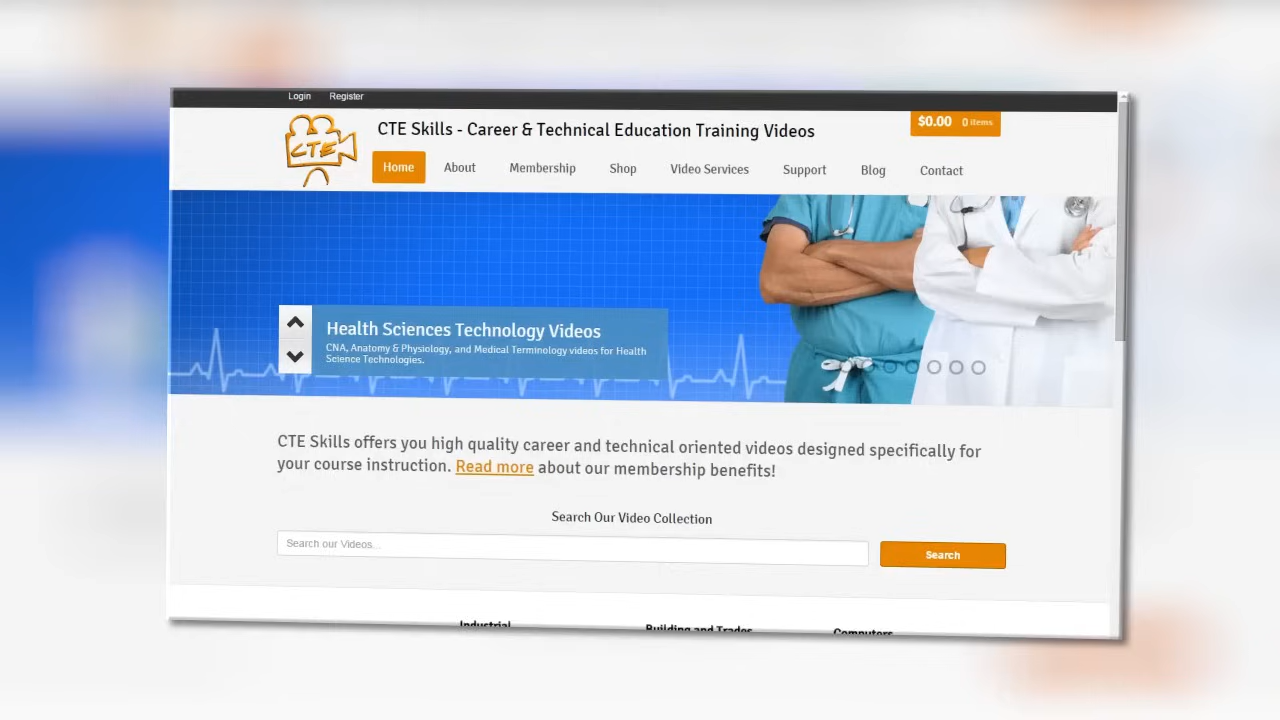 Login Register
CTE Skills - Career & Technical Education Training Videos
$0.00 0 items
CTE
Home About Membership Shop Video Services Support Blog Contact
Health Sciences Technology Videos
CNA, Anatomy & Physiology, and Medical Terminology videos for Health
Science Technologies.
CTE Skills offers you high quality career and technical oriented videos designed specifically for
your course instruction. Read more about our membership benefits!
Search Our Video Collection
Search our Videos...
Search
Industrial Building and Trades Computers